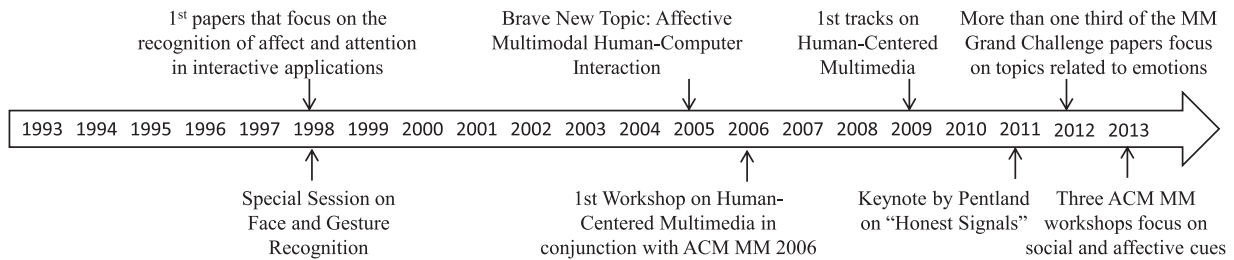 1st papers that focus on the
recognition of affect and attention
in interactive applications
Brave New Topic: Affective
Multimodal Human-Computer
Interaction
1st tracks on
Human-Centered
Multimedia
More than one third of the MM
Grand Challenge papers focus
on topics related to emotions
1993 1994 1995 1996 1997 1998 1999 2000 2001 2002 2003 2004 2005 2006 2007 2008 2009 2010 2011 2012 2013
Special Session on
Face and Gesture
Recognition
1st Workshop on Human-
Centered Multimedia in
conjunction with ACM MM 2006
Keynote by Pentland
on “Honest Signals”
Three ACM MM
workshops focus on
social and affective cues